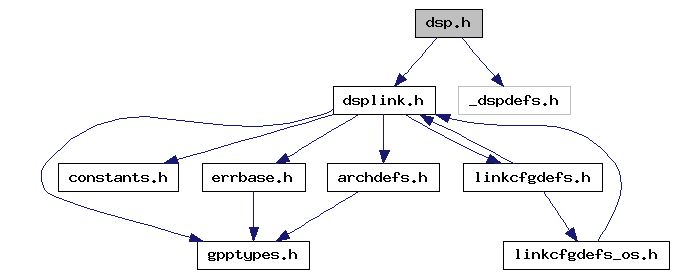 dsp.h
dsplink.h
_dspdefs.h
constants.h
errbase.h
archdefs.h
linkcfgdefs.h
gpptypes.h
linkcfgdefs_os.h